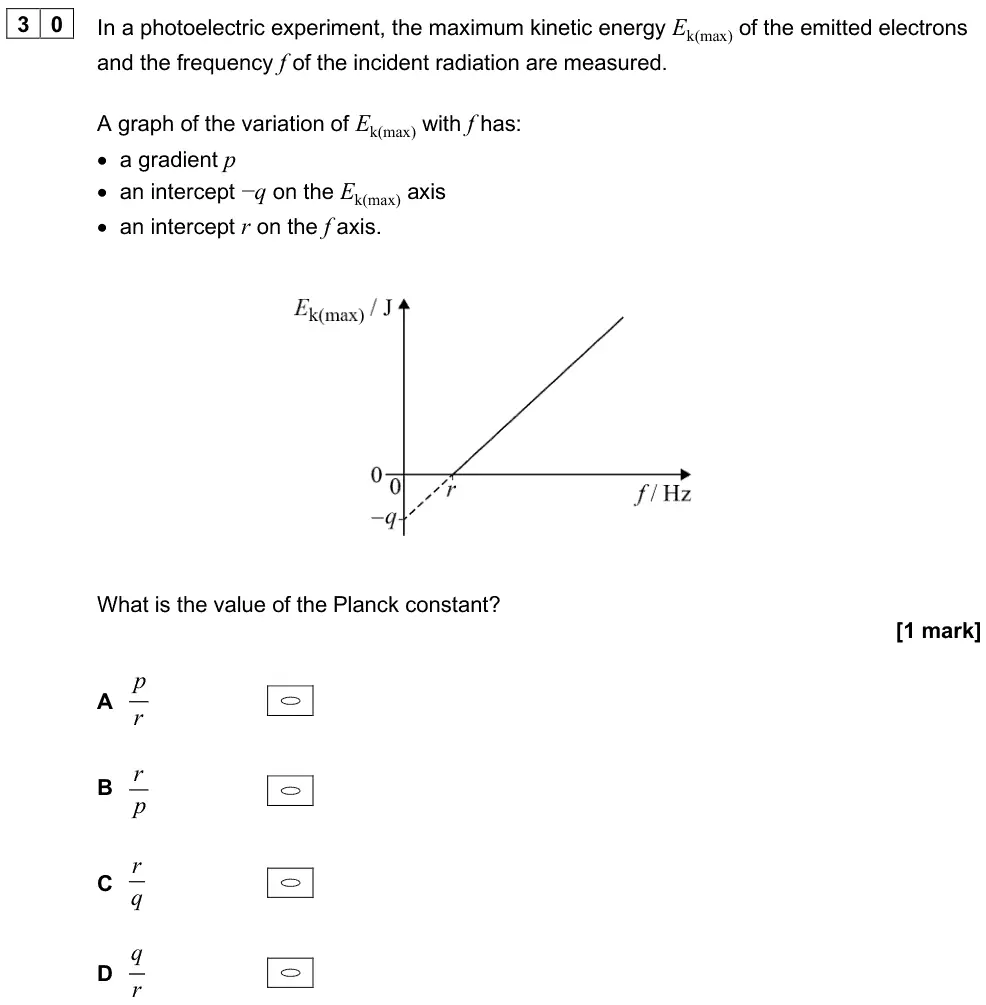 3 0 In a photoelectric experiment, the maximum kinetic energy Ek(max) of the emitted electrons
and the frequency f of the incident radiation are measured.
A graph of the variation of Ek(max) with f has:
• a gradient p
• an intercept −q on the Ek(max) axis
• an intercept r on the f axis.
Ek(max) / J
0
0
r
f / Hz
−q
What is the value of the Planck constant?
[1 mark]
A p/r
B r/p
C r/q
D q/r